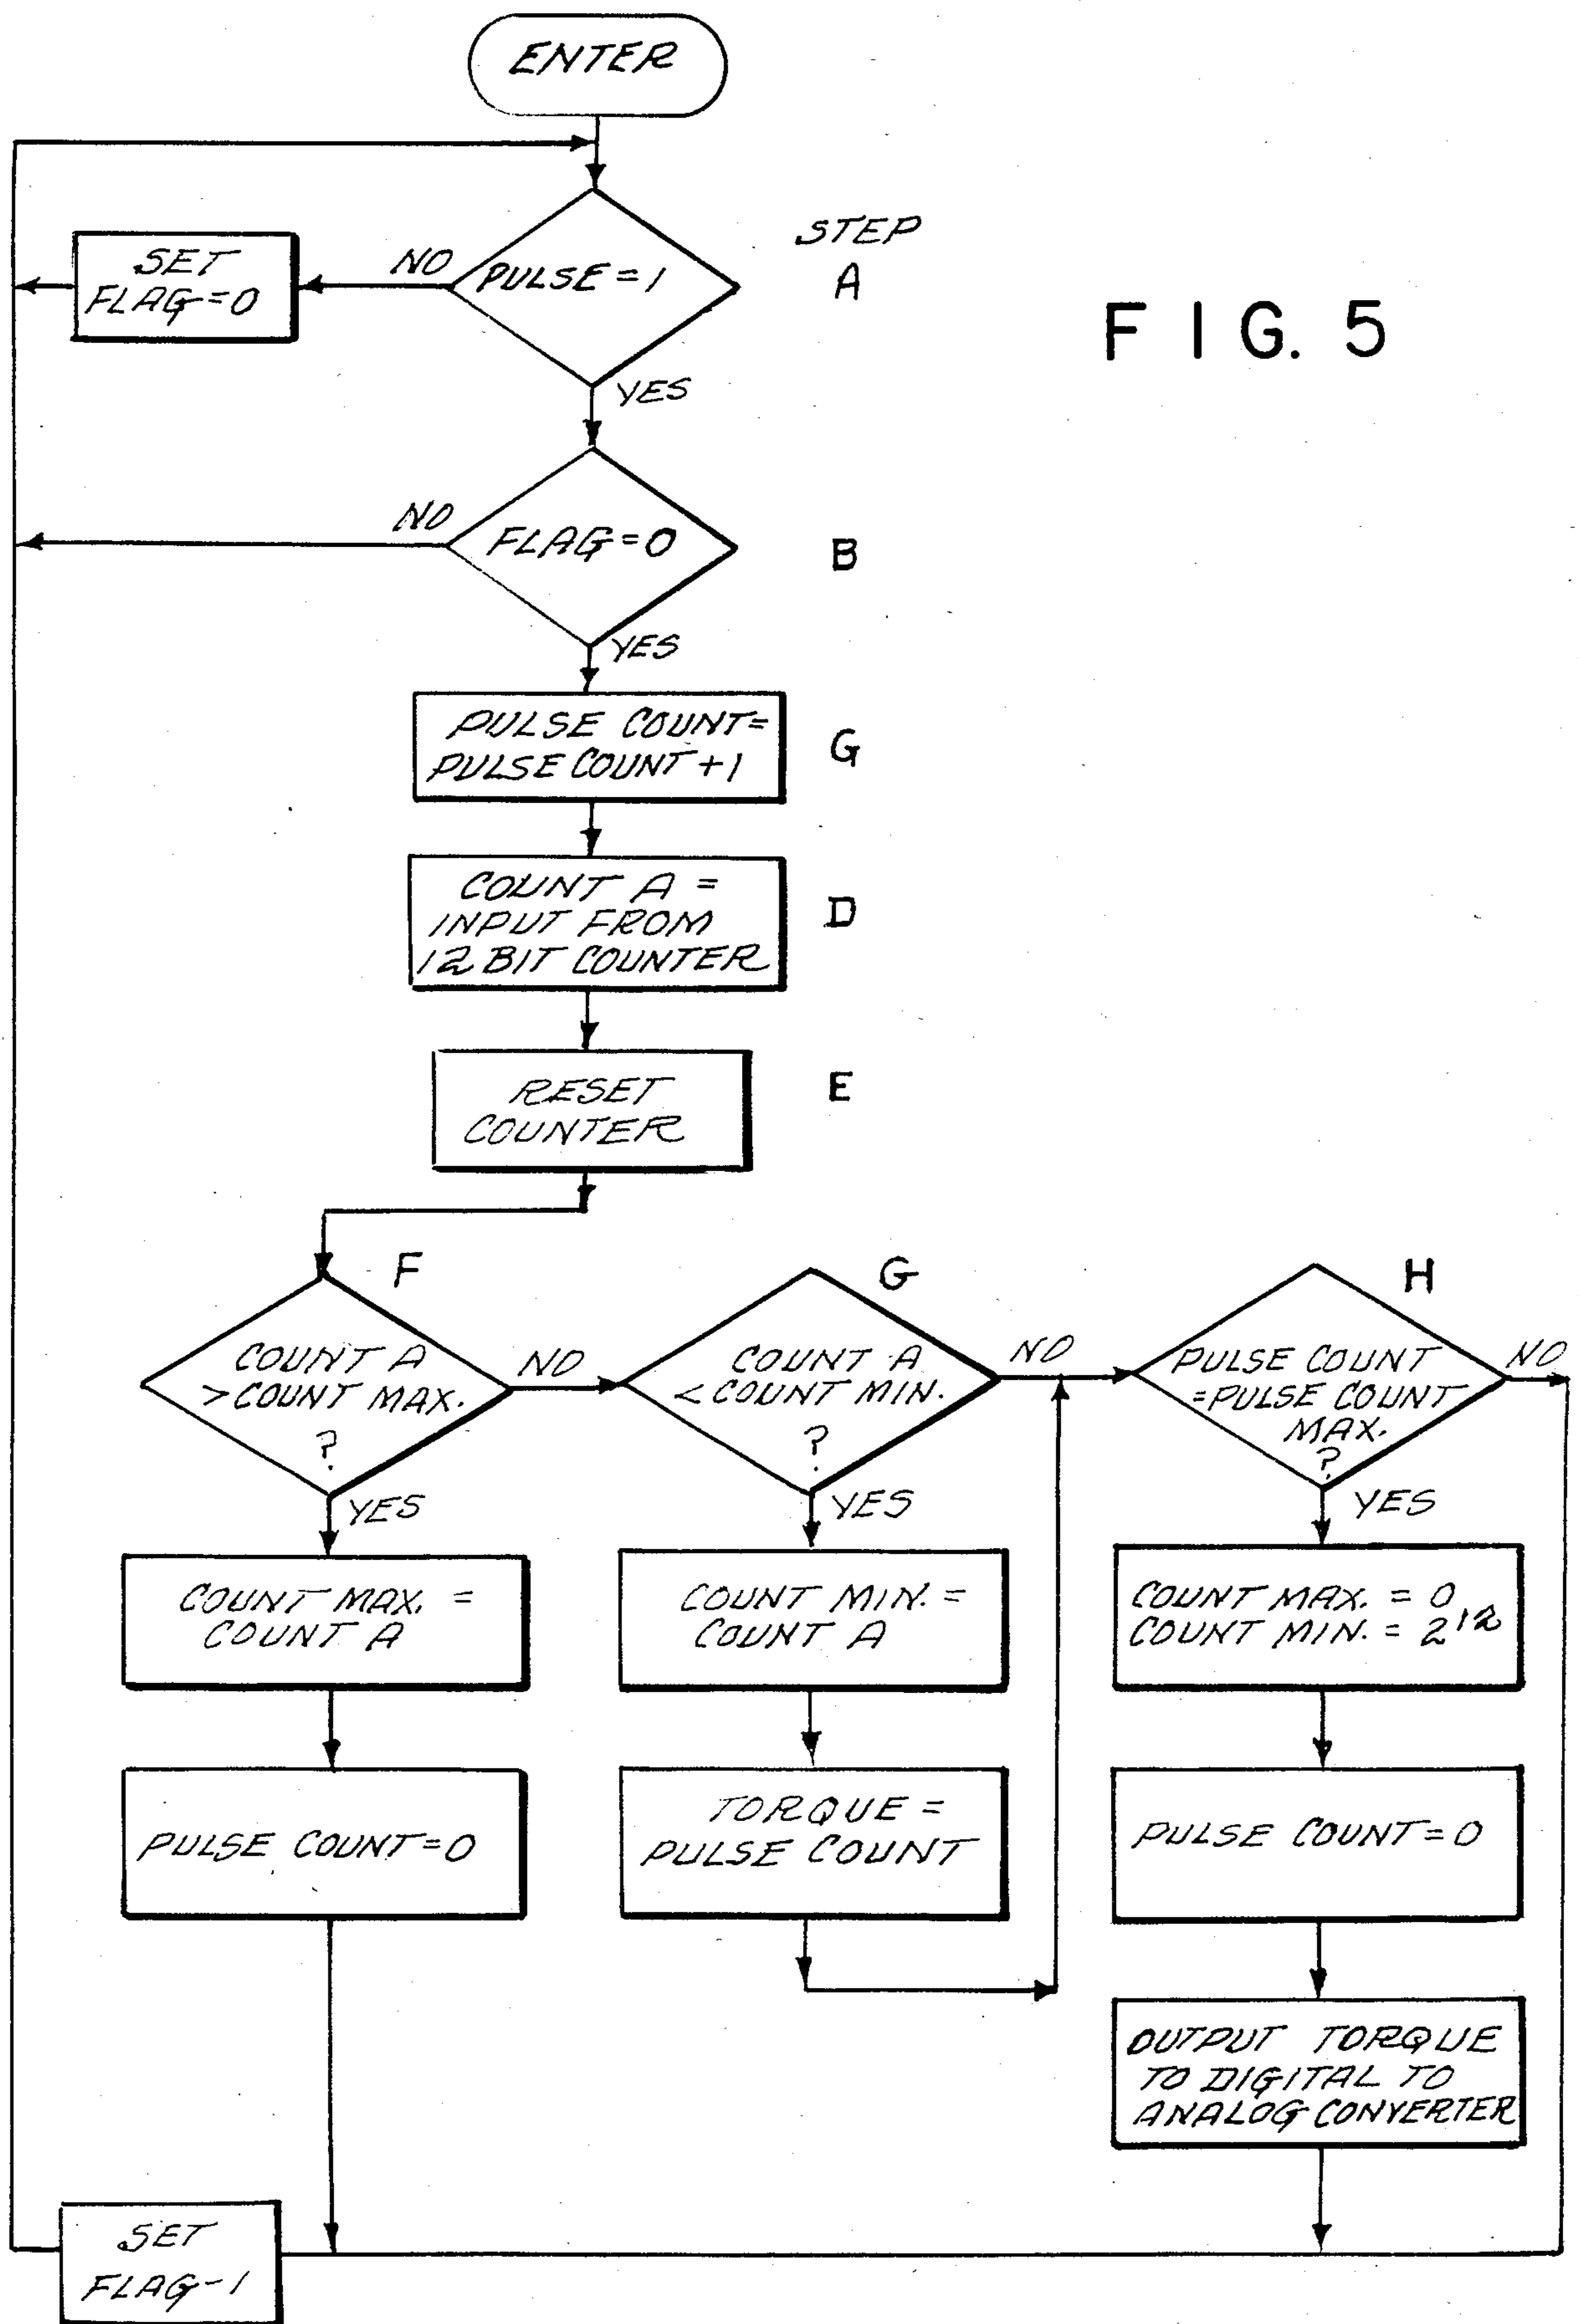 ENTER
STEP
A
PULSE = 1
NO
SET
FLAG = 0
YES
FIG. 5
FLAG = 0
NO
B
YES
PULSE COUNT =
PULSE COUNT + 1
G
COUNT A =
INPUT FROM
12 BIT COUNTER
D
RESET
COUNTER
E
F
COUNT A
> COUNT MAX.
?
NO
YES
G
COUNT A
< COUNT MIN.
?
NO
YES
H
PULSE COUNT
= PULSE COUNT
MAX.
?
NO
YES
COUNT MAX. =
COUNT A
COUNT MIN. =
COUNT A
COUNT MAX. = 0
COUNT MIN. = 2¹²
PULSE COUNT = 0
TORQUE =
PULSE COUNT
PULSE COUNT = 0
OUTPUT TORQUE
TO DIGITAL TO
ANALOG CONVERTER
SET
FLAG-1